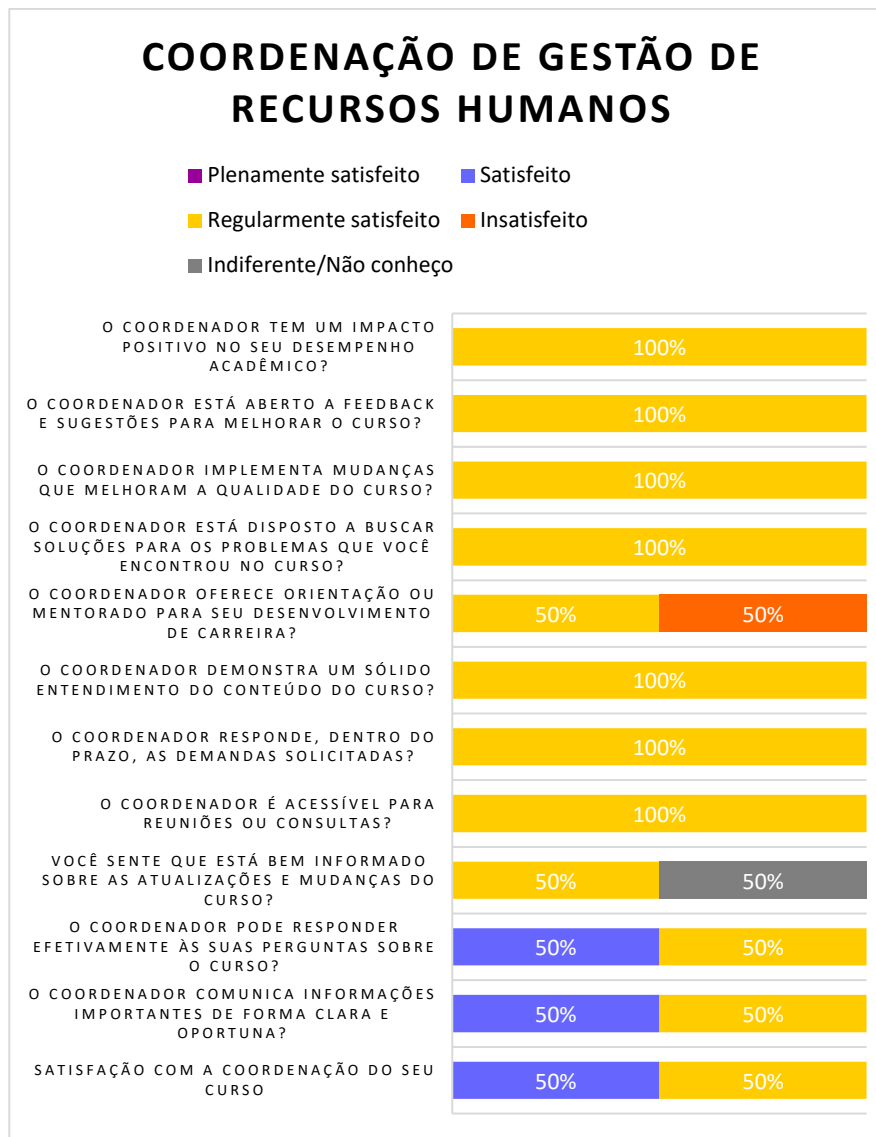 COORDENAÇÃO DE GESTÃO DE
RECURSOS HUMANOS
Plenamente satisfeito
Satisfeito
Regularmente satisfeito
Insatisfeito
Indiferente/Não conheço
O COORDENADOR TEM UM IMPACTO
POSITIVO NO SEU DESEMPENHO
ACADÊMICO?
100%
O COORDENADOR ESTÁ ABERTO A FEEDBACK
E SUGESTÕES PARA MELHORAR O CURSO?
100%
O COORDENADOR IMPLEMENTA MUDANÇAS
QUE MELHORAM A QUALIDADE DO CURSO?
100%
O COORDENADOR ESTÁ DISPOSTO A BUSCAR
SOLUÇÕES PARA OS PROBLEMAS QUE VOCÊ
ENCONTROU NO CURSO?
100%
O COORDENADOR OFERECE ORIENTAÇÃO OU
MENTORADO PARA SEU DESENVOLVIMENTO
DE CARREIRA?
50%
50%
O COORDENADOR DEMONSTRA UM SÓLIDO
ENTENDIMENTO DO CONTEÚDO DO CURSO?
100%
O COORDENADOR RESPONDE, DENTRO DO
PRAZO, AS DEMANDAS SOLICITADAS?
100%
O COORDENADOR É ACESSÍVEL PARA
REUNIÕES OU CONSULTAS?
100%
VOCÊ SENTE QUE ESTÁ BEM INFORMADO
SOBRE AS ATUALIZAÇÕES E MUDANÇAS DO
CURSO?
50%
50%
O COORDENADOR PODE RESPONDER
EFETIVAMENTE ÀS SUAS PERGUNTAS SOBRE
O CURSO?
50%
50%
O COORDENADOR COMUNICA INFORMAÇÕES
IMPORTANTES DE FORMA CLARA E
OPORTUNA?
50%
50%
SATISFAÇÃO COM A COORDENAÇÃO DO SEU
CURSO
50%
50%